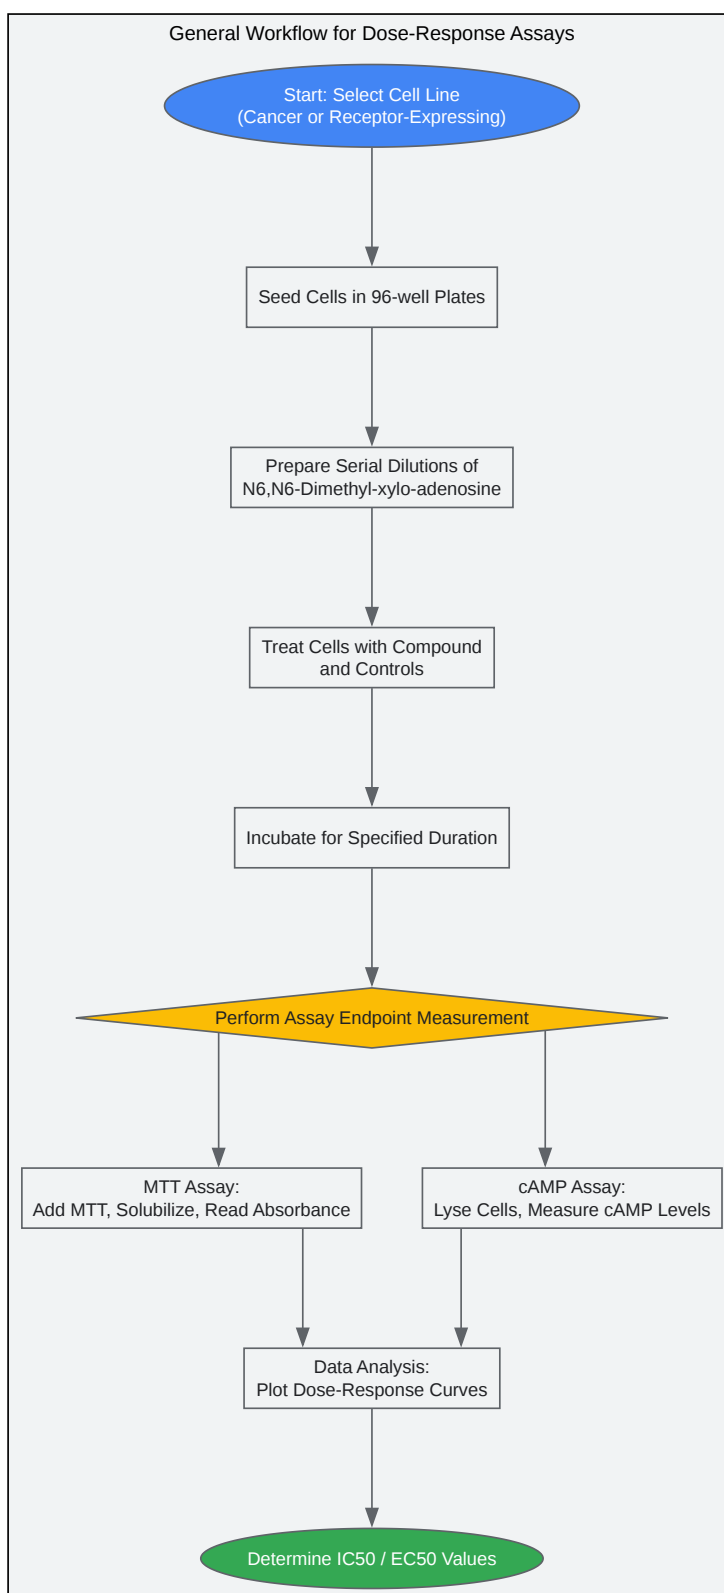 General Workflow for Dose-Response Assays
Start: Select Cell Line
(Cancer or Receptor-Expressing)
Seed Cells in 96-well Plates
Prepare Serial Dilutions of
N6,N6-Dimethyl-xylo-adenosine
Treat Cells with Compound
and Controls
Incubate for Specified Duration
Perform Assay Endpoint Measurement
MTT Assay:
Add MTT, Solubilize, Read Absorbance
cAMP Assay:
Lyse Cells, Measure cAMP Levels
Data Analysis:
Plot Dose-Response Curves
Determine IC50 / EC50 Values